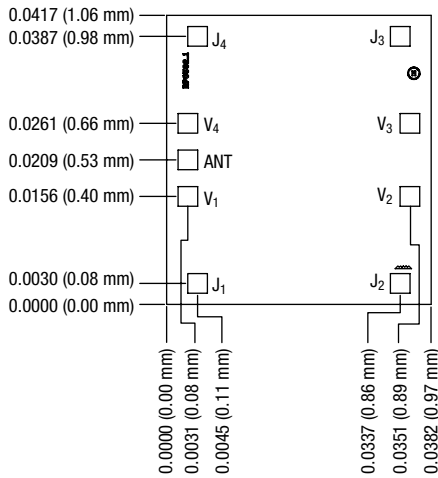 0.0417 (1.06 mm)
0.0387 (0.98 mm)
J4
J3
0.0261 (0.66 mm)
V4
V3
0.0209 (0.53 mm)
ANT
0.0156 (0.40 mm)
V1
V2
0.0030 (0.08 mm)
J1
J2
0.0000 (0.00 mm)
0.0000 (0.00 mm)
0.0031 (0.08 mm)
0.0045 (0.11 mm)
0.0337 (0.86 mm)
0.0351 (0.89 mm)
0.0382 (0.97 mm)